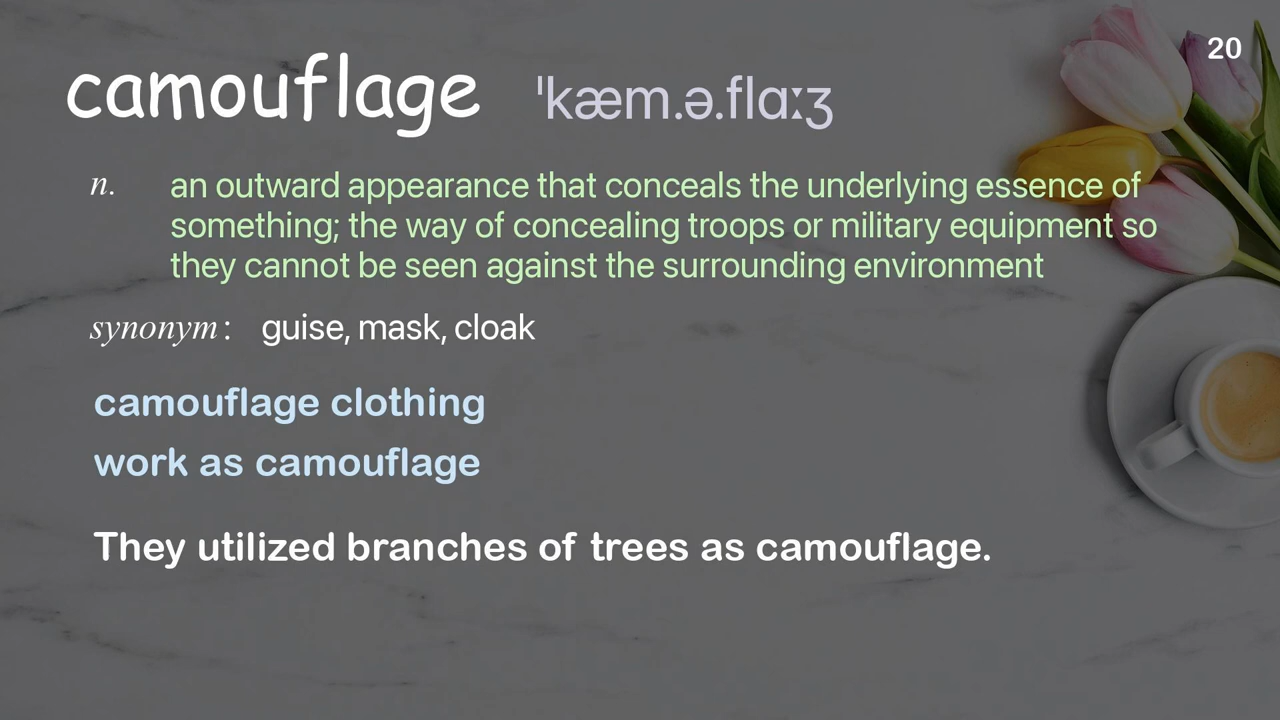 20
camouflage ˈkæm.ə.flɑːʒ
n. an outward appearance that conceals the underlying essence of
something; the way of concealing troops or military equipment so
they cannot be seen against the surrounding environment
synonym: guise, mask, cloak
camouflage clothing
work as camouflage
They utilized branches of trees as camouflage.